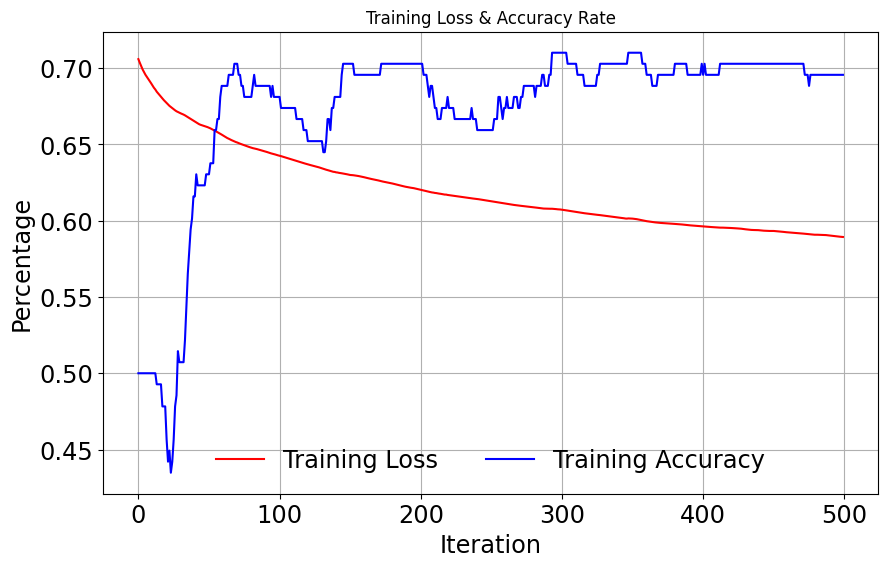 Training Loss & Accuracy Rate
Percentage
0.70
0.65
0.60
0.55
0.50
0.45
Training Loss Training Accuracy
0 100 200 300 400 500
Iteration